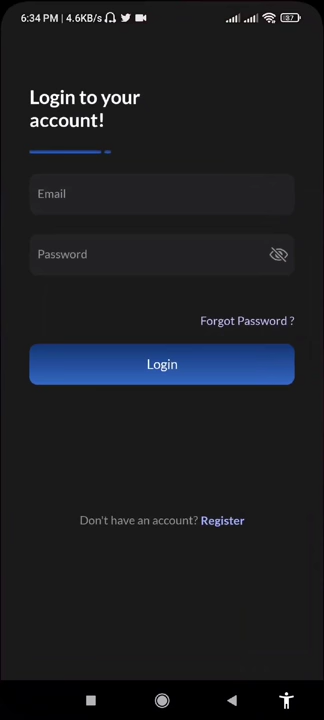 6:34 PM | 4.6KB/s
87
Login to your
account!
Email
Password
Forgot Password ?
Login
Don't have an account? Register